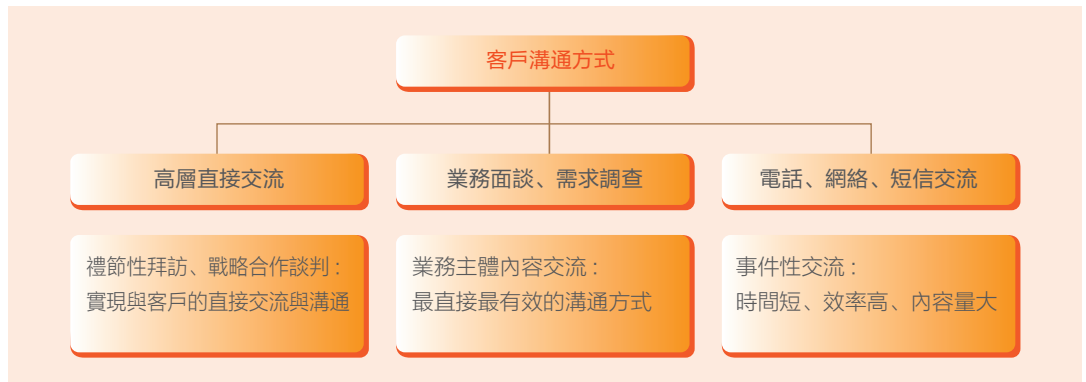 客戶溝通方式
高層直接交流
業務面談、需求調查
電話、網絡、短信交流
禮節性拜訪、戰略合作談判：
實現與客戶的直接交流與溝通
業務主體內容交流：
最直接最有效的溝通方式
事件性交流：
時間短、效率高、內容量大